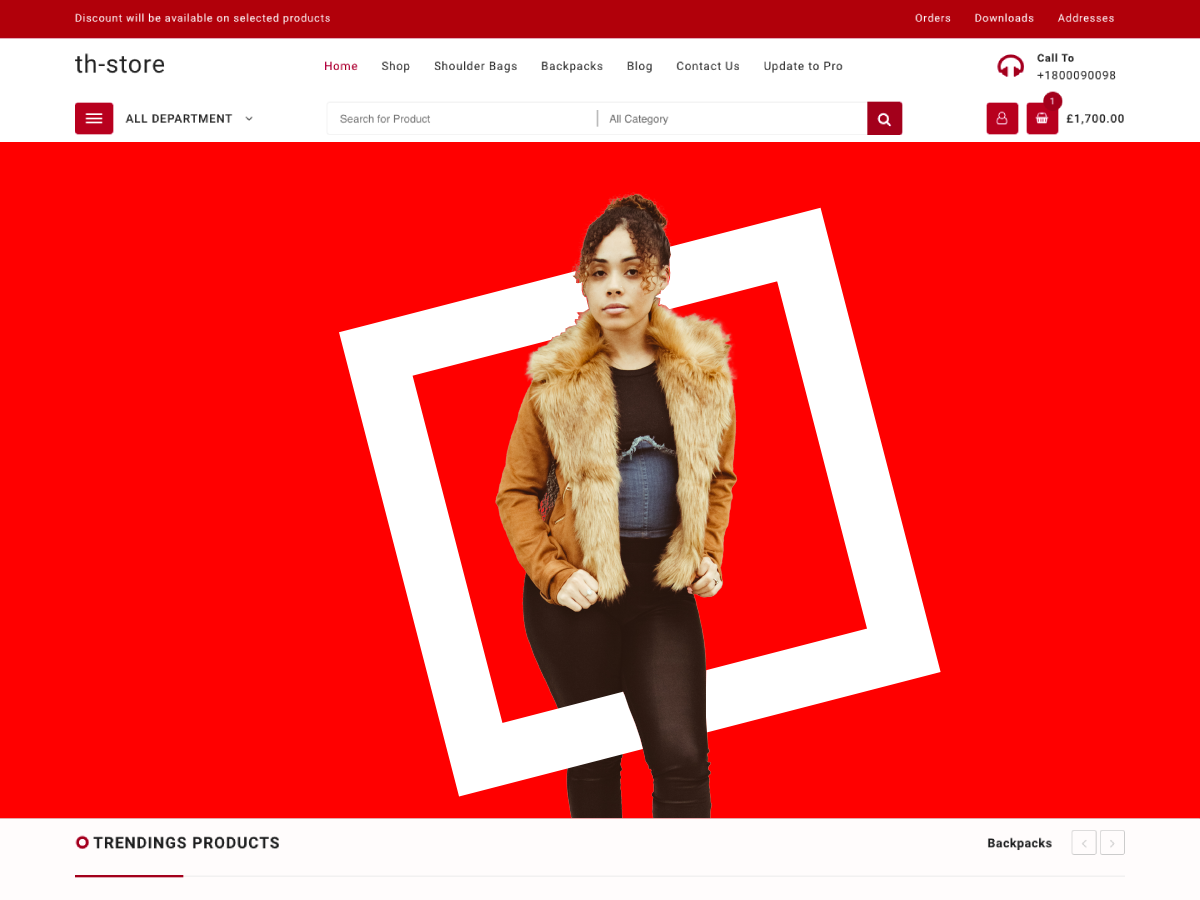 Discount will be available on selected products
Orders Downloads Addresses
th-store
Home Shop Shoulder Bags Backpacks Blog Contact Us Update to Pro
Call To
+1800090098
ALL DEPARTMENT
Search for Product
All Category
1
£1,700.00
TRENDINGS PRODUCTS
Backpacks